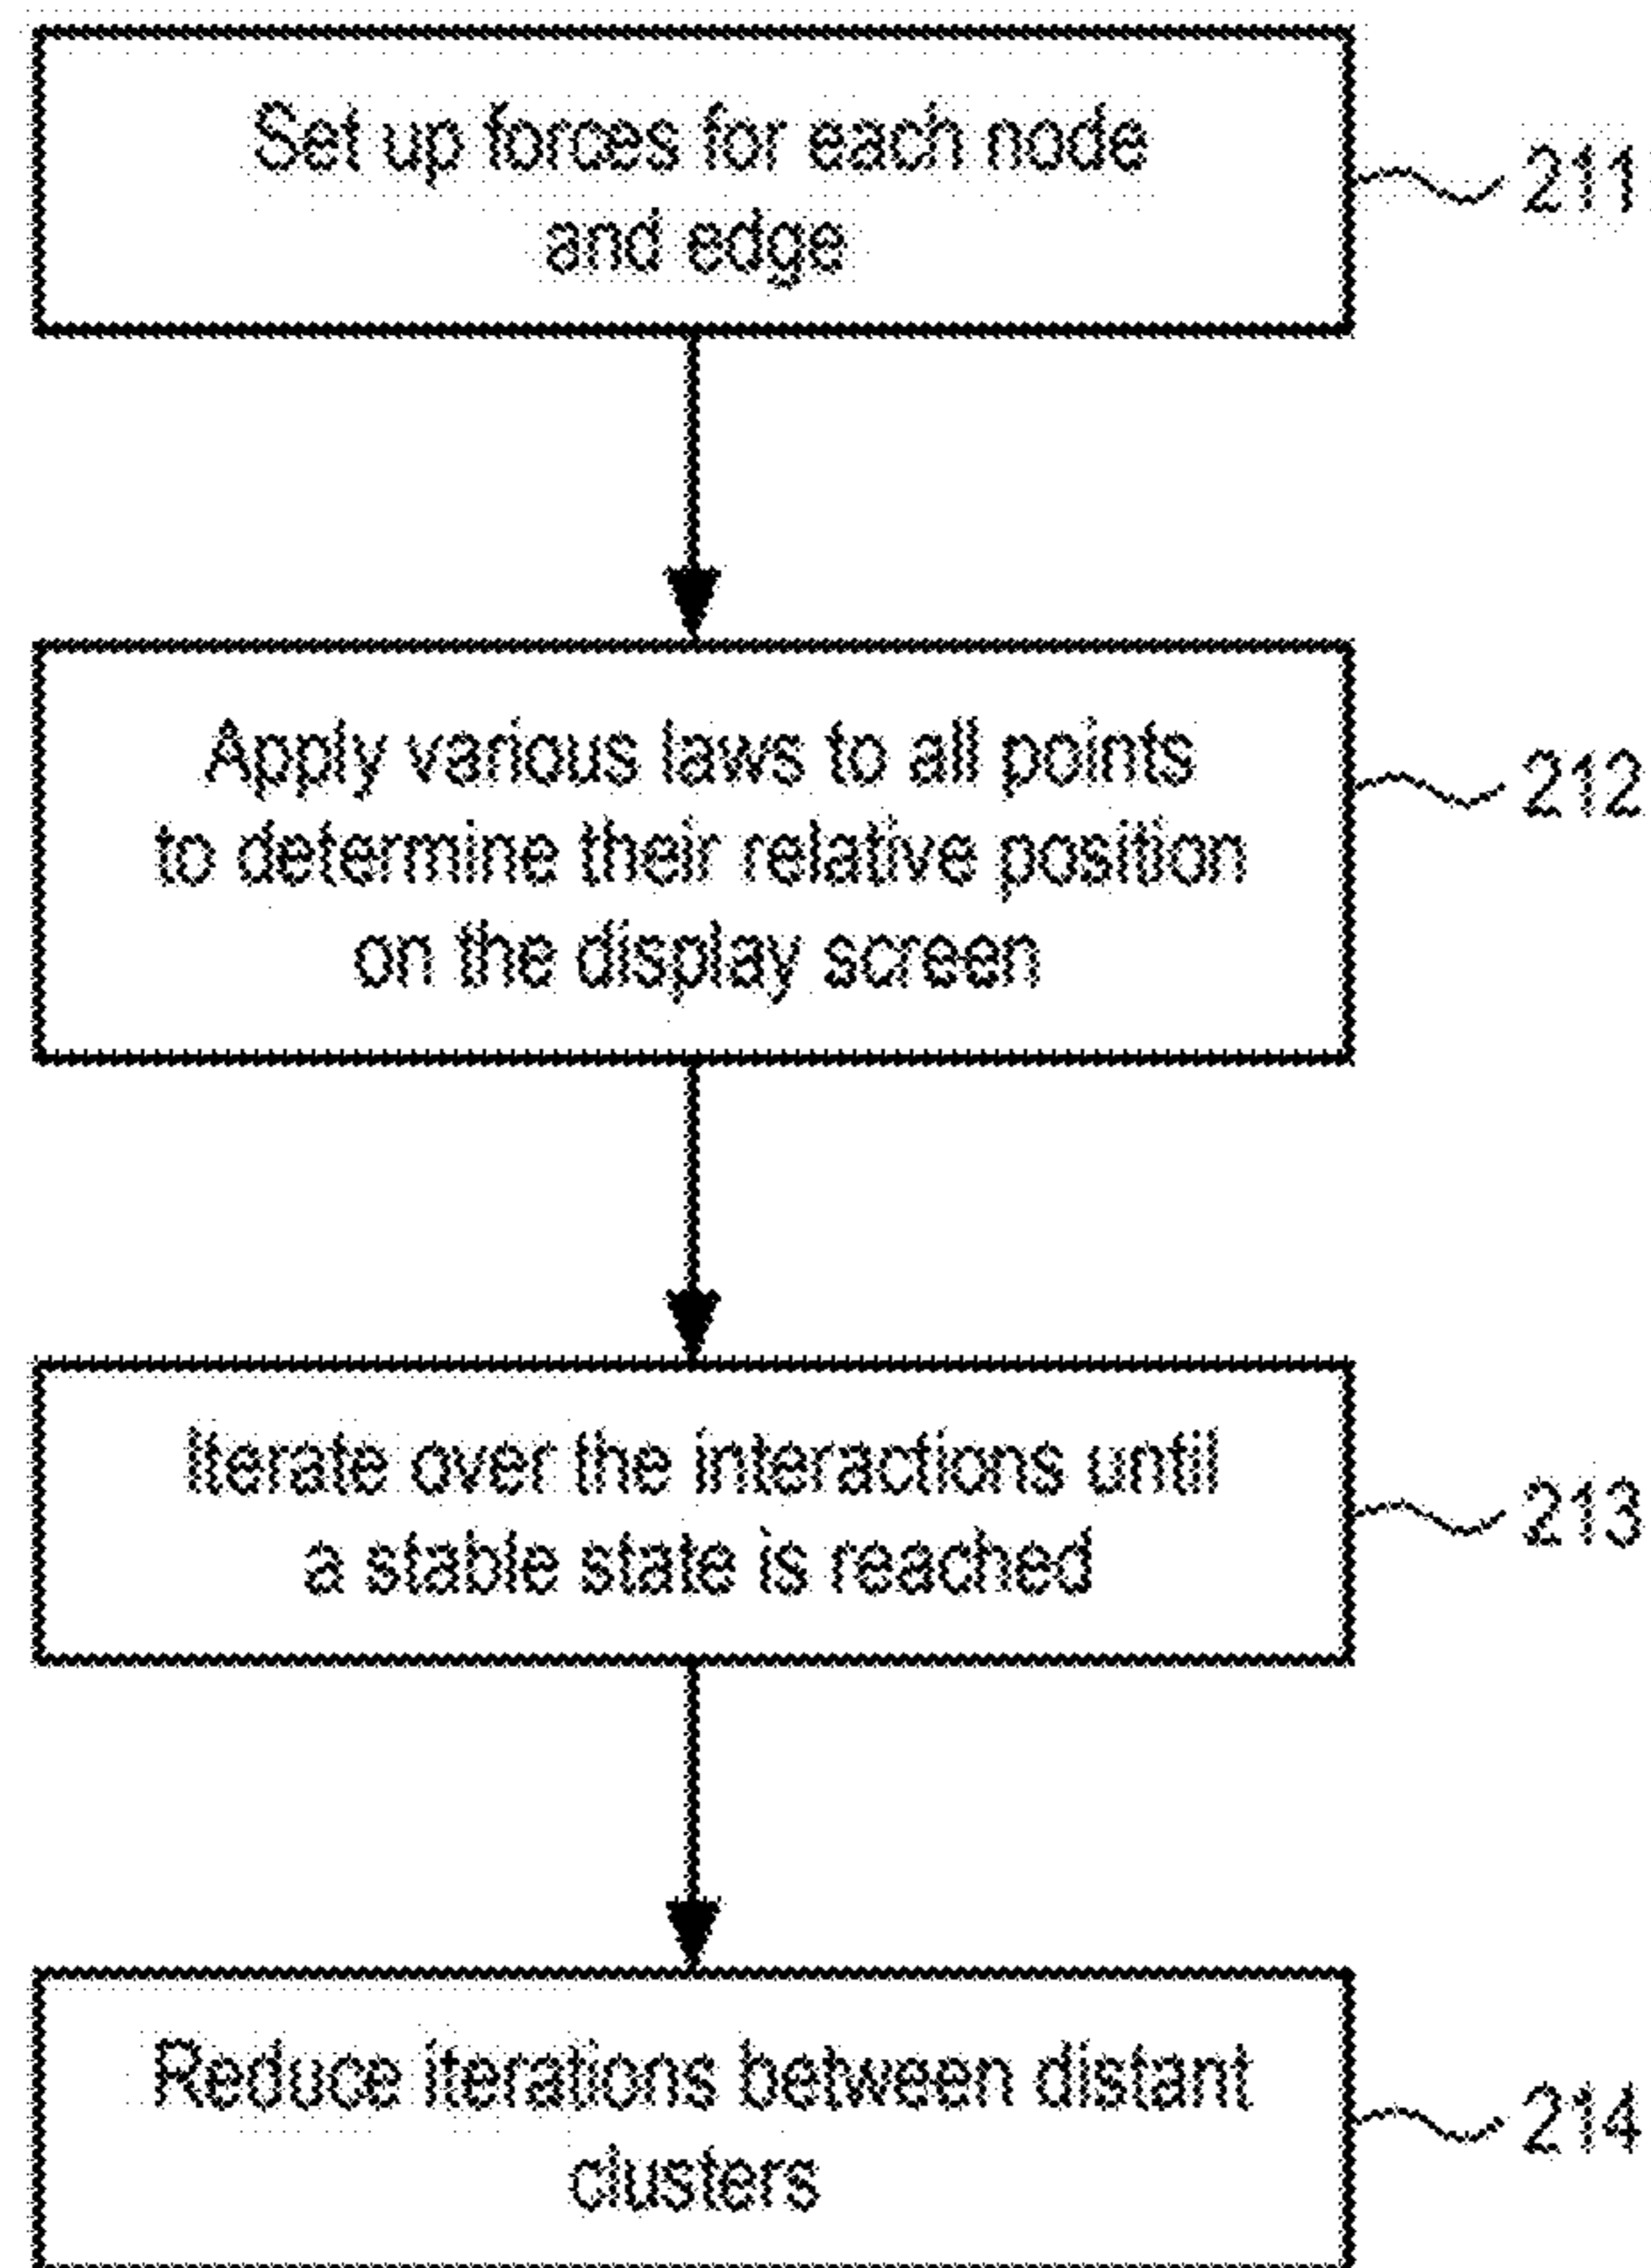 Set up forces for each node
and edge
211
Apply various laws to all points
to determine their relative position
on the display screen
212
Iterate over the interactions until
a stable state is reached
213
Reduce iterations between distant
clusters
214